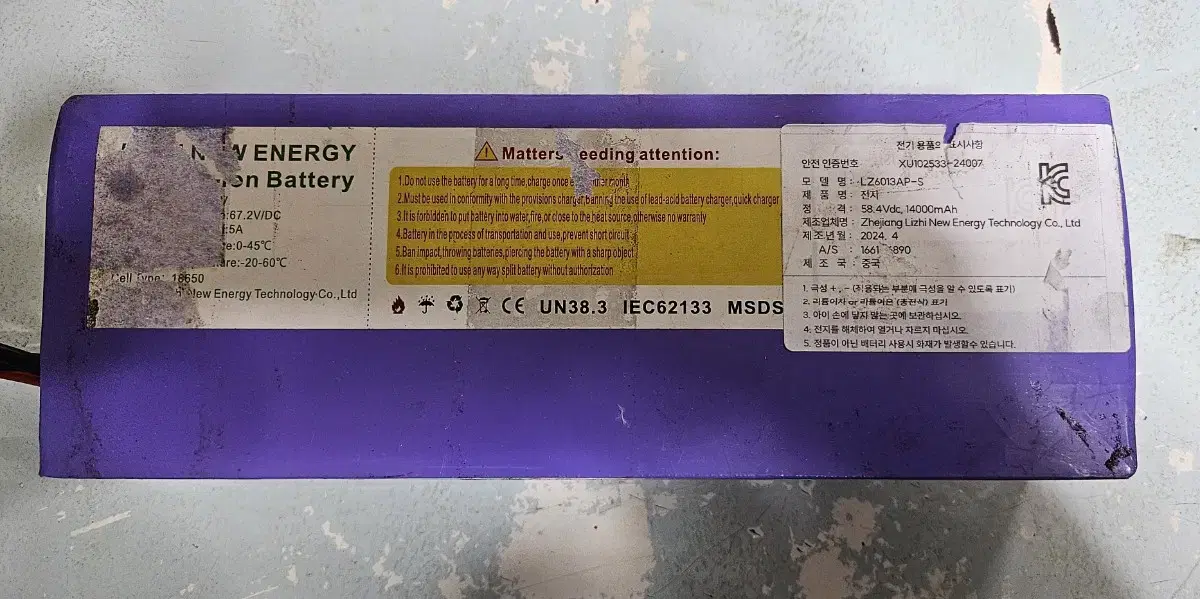 ENERGY
on Battery
:67.2V/DC
:5A
:0-45℃
:-20-60℃
Cell Type: 18650
New Energy Technology Co.,Ltd
Matters eeding attention:
1.Do not use the battery for a long time,charge once month
2.Must be used in conformity with the provisions charger,banning the use of lead-acid battery charger,quick charger
3.It is forbidden to put battery into water,fire,or close to the heat source,otherwise no warranty
4.Battery in the process of transportation and use,prevent short circuit
5.Ban impact,throwing batteries,piercing the battery with a sharp object
6.It is prohibited to use any way split battery without authorization
CE UN38.3 IEC62133 MSDS
전기 용품의 표시사항
안전 인증번호 XU102533-24007
모 델 명 : LZ6013AP-S
제 품 명 : 전지
정 격 : 58.4Vdc, 14000mAh
제조업체명 : Zhejiang Lizhi New Energy Technology Co., Ltd
제조년월 : 2024, 4
A/S : 1661 6890
제 조 국 : 중국
1. 극성 +, - 부분에 극성을 알 수 있도록 표기)
2. 표기
3. 아이 손에 닿지 않는 곳에 보관하십시오.
4. 전지를 해체하여 열거나 자르지 마십시오.
5. 정품이 아닌 배터리 사용시 화재가 발생할수 있습니다.